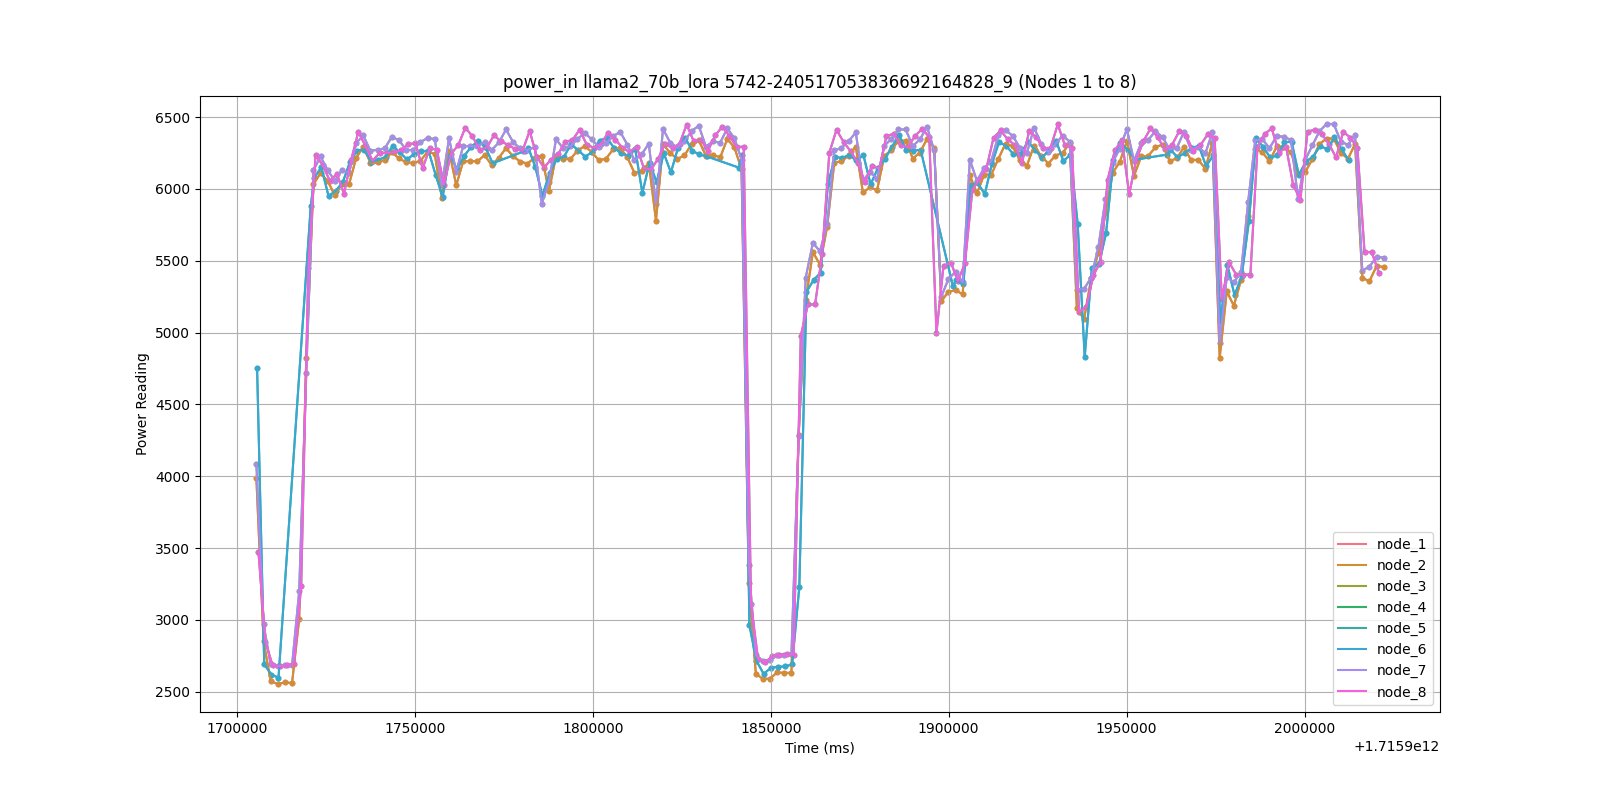 power_in llama2_70b_lora 5742-240517053836692164828_9 (Nodes 1 to 8)
6500
6000
5500
5000
4500
4000
3500
3000
2500
Power Reading
node_1
node_2
node_3
node_4
node_5
node_6
node_7
node_8
1700000 1750000 1800000 1850000 1900000 1950000 2000000
Time (ms)
+1.7159e12